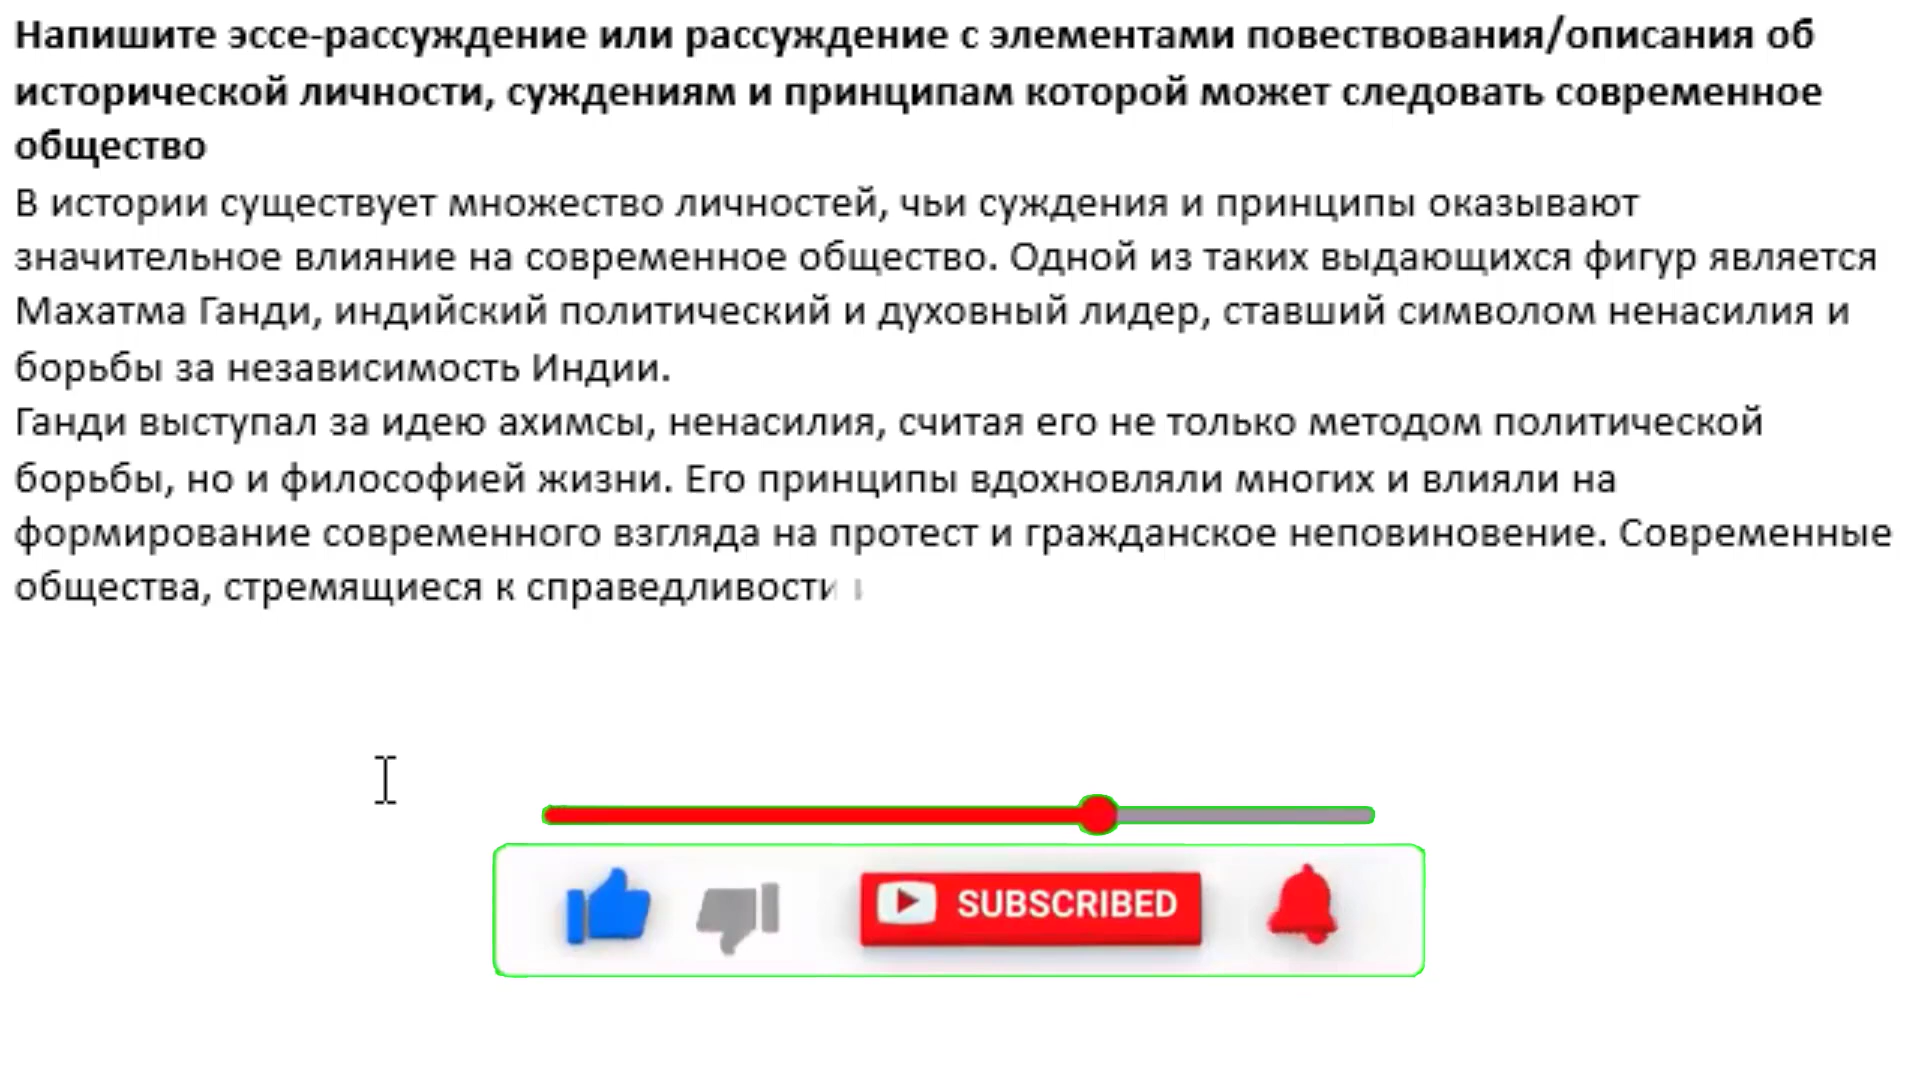 Напишите эссе-рассуждение или рассуждение с элементами повествования/описания об
исторической личности, суждениям и принципам которой может следовать современное
общество
В истории существует множество личностей, чьи суждения и принципы оказывают
значительное влияние на современное общество. Одной из таких выдающихся фигур является
Махатма Ганди, индийский политический и духовный лидер, ставший символом ненасилия и
борьбы за независимость Индии.
Ганди выступал за идею ахимсы, ненасилия, считая его не только методом политической
борьбы, но и философией жизни. Его принципы вдохновляли многих и влияли на
формирование современного взгляда на протест и гражданское неповиновение. Современные
общества, стремящиеся к справедливости
SUBSCRIBED